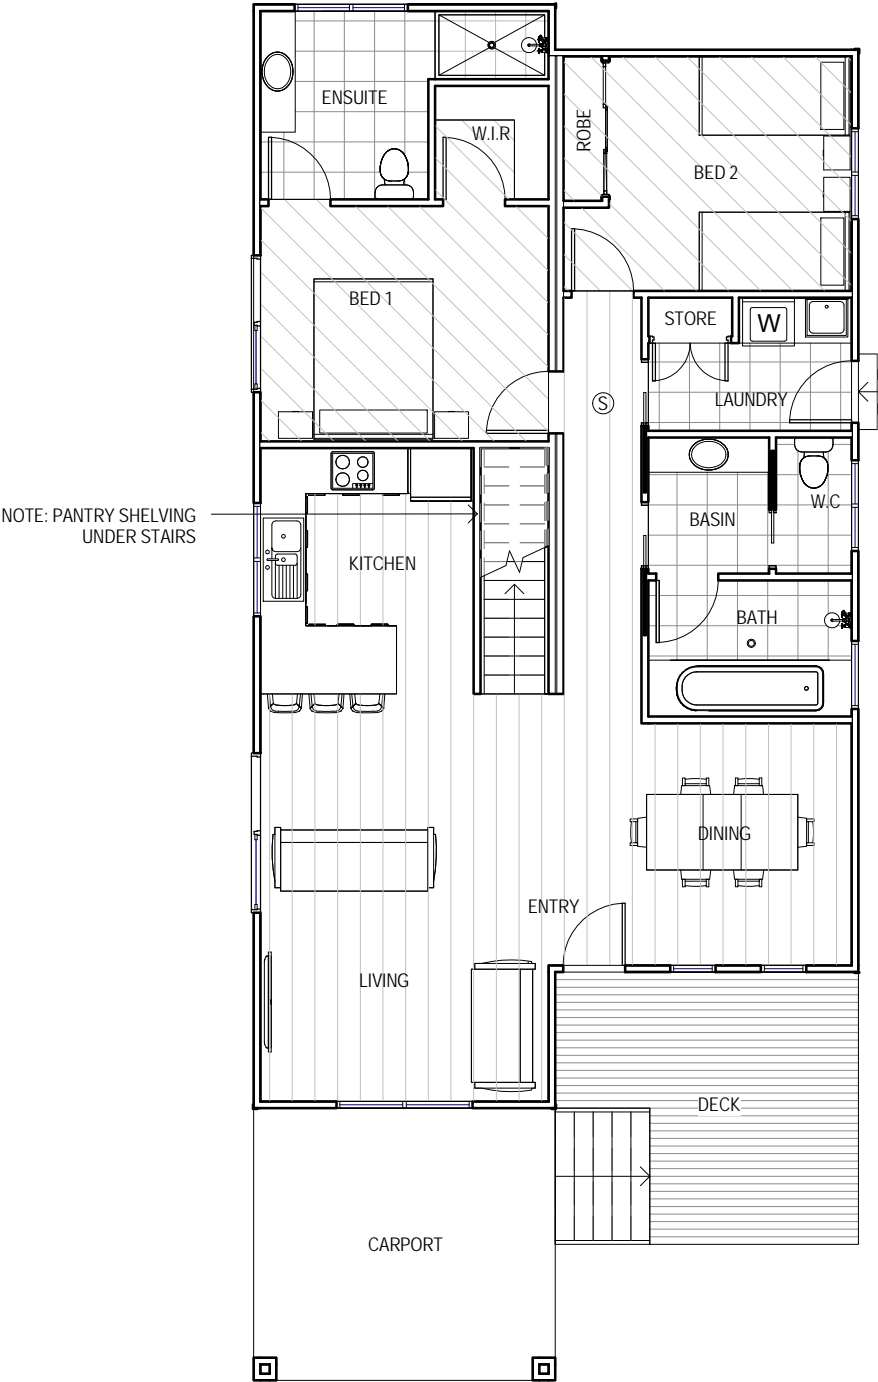 ENSUITE
W.I.R
ROBE
BED 2
BED 1
STORE
W
LAUNDRY
S
NOTE: PANTRY SHELVING
UNDER STAIRS
KITCHEN
BASIN
W.C
BATH
DINING
ENTRY
LIVING
DECK
CARPORT